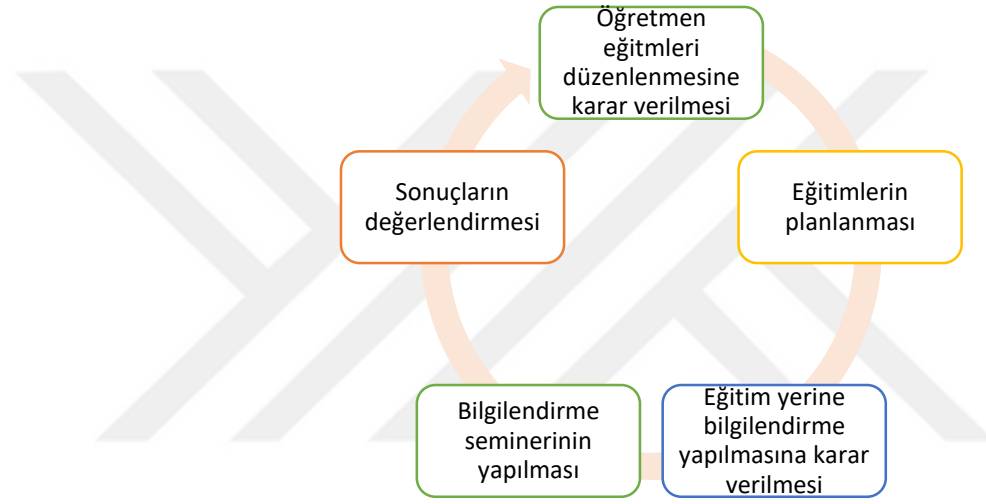 Öğretmen
eğitmleri
düzenlenmesine
karar verilmesi
Eğitimlerin
planlanması
Eğitim yerine
bilgilendirme
yapılmasına karar
verilmesi
Bilgilendirme
seminerinin
yapılması
Sonuçların
değerlendirmesi